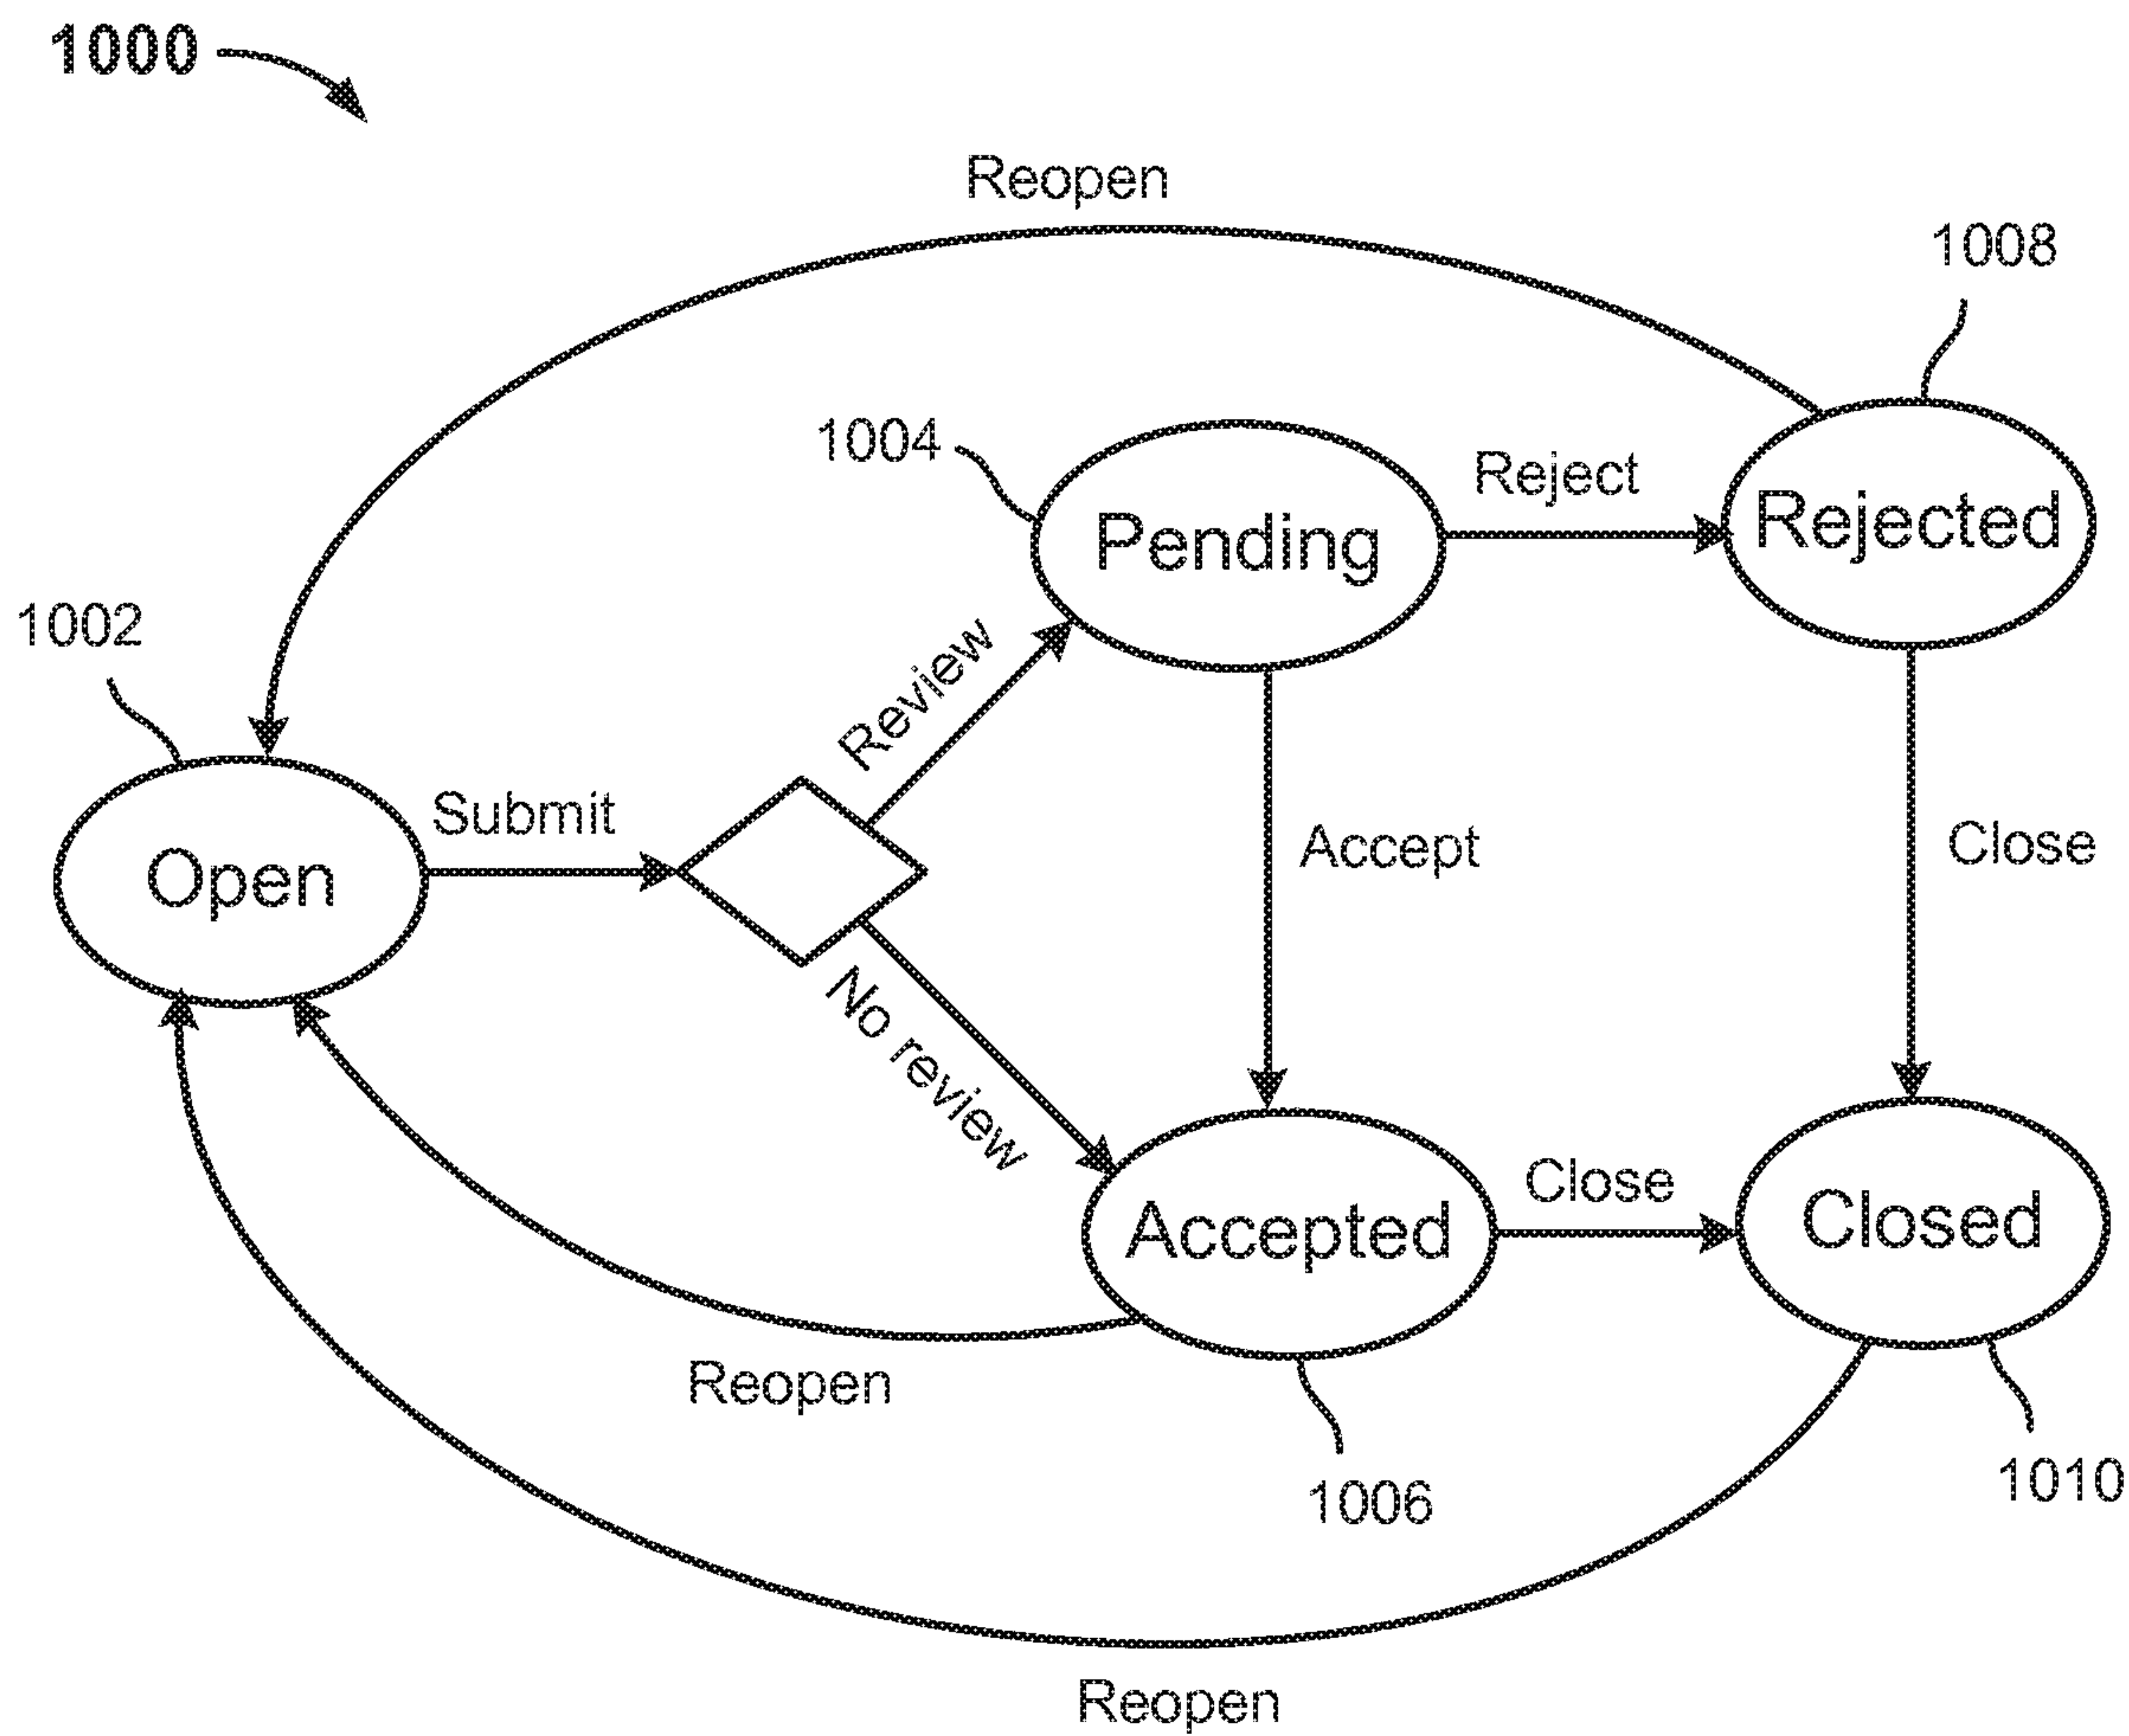 1000
Reopen
1008
1004
Reject
Pending
Rejected
1002
Review
Submit
Open
Accept
Close
No review
Close
Accepted
Closed
Reopen
1006
1010
Reopen